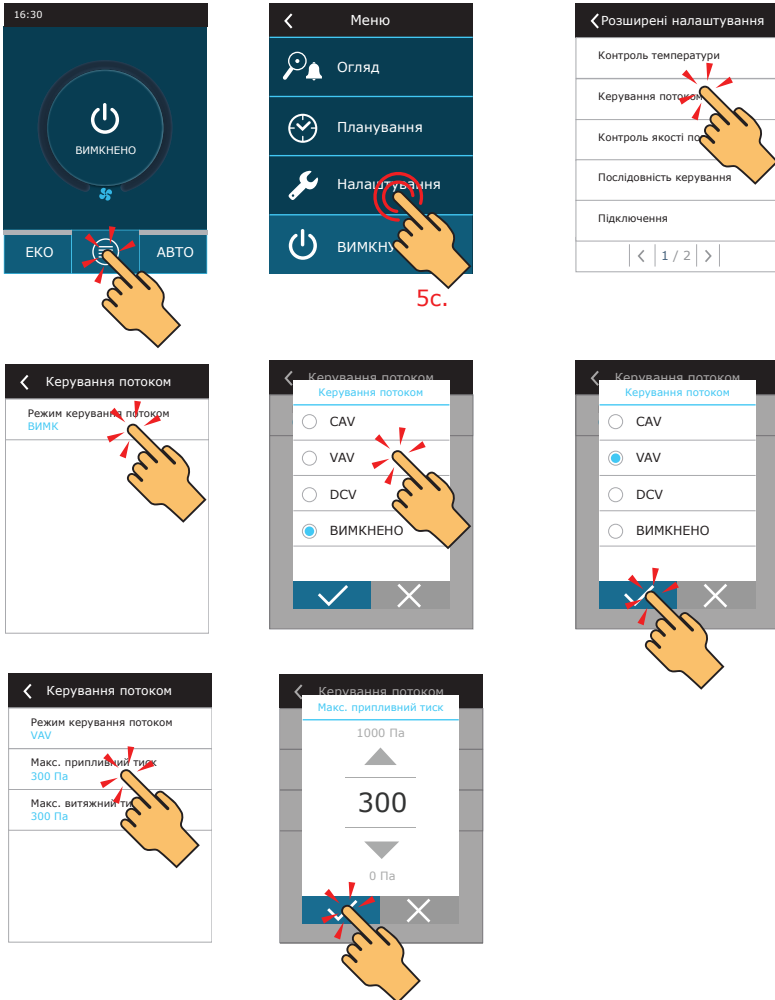 16:30
ВИМКНЕНО
ЕКО
АВТО
Меню
Огляд
Планування
Налаштування
5с.
Розширені налаштування
Контроль температури
Керування потоком
Контроль якості
Послідовність керування
Підключення
1 / 2
Керування потоком
Режим керування потоком
ВИМК
Керування потоком
Керування потоком
CAV
VAV
DCV
ВИМКНЕНО
Керування потоком
Керування потоком
CAV
VAV
DCV
ВИМКНЕНО
Керування потоком
Режим керування потоком
VAV
Макс. припливний тиск
300 Па
Макс. витяжний
300 Па
Керування потоком
Макс. припливний тиск
1000 Па
300
0 Па